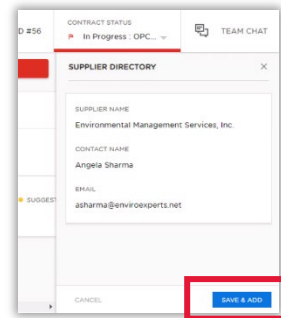 D #56
CONTRACT STATUS
In Progress : OPC...
TEAM CHAT
SUPPLIER DIRECTORY
SUPPLIER NAME
Environmental Management Services, Inc.
CONTACT NAME
Angela Sharma
EMAIL
asharma@enviroexperts.net
SUGGEST
CANCEL
SAVE & ADD